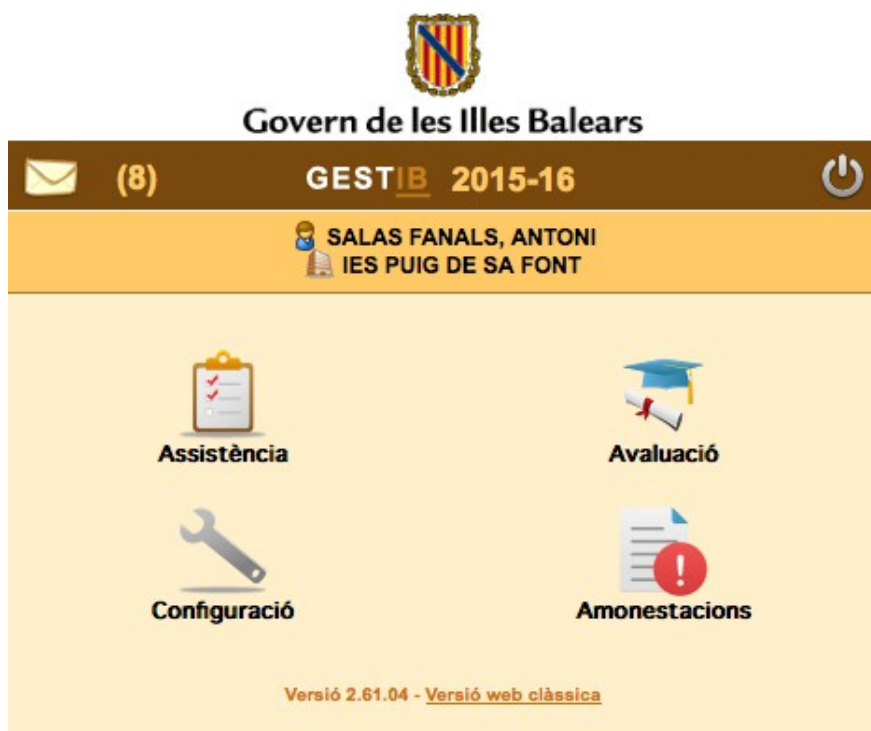 Govern de les Illes Balears
(8) GESTIB 2015-16
SALAS FANALS, ANTONI
IES PUIG DE SA FONT
Assistència Avaluació
Configuració Amonestacions
Versió 2.61.04 - Versió web clàssica